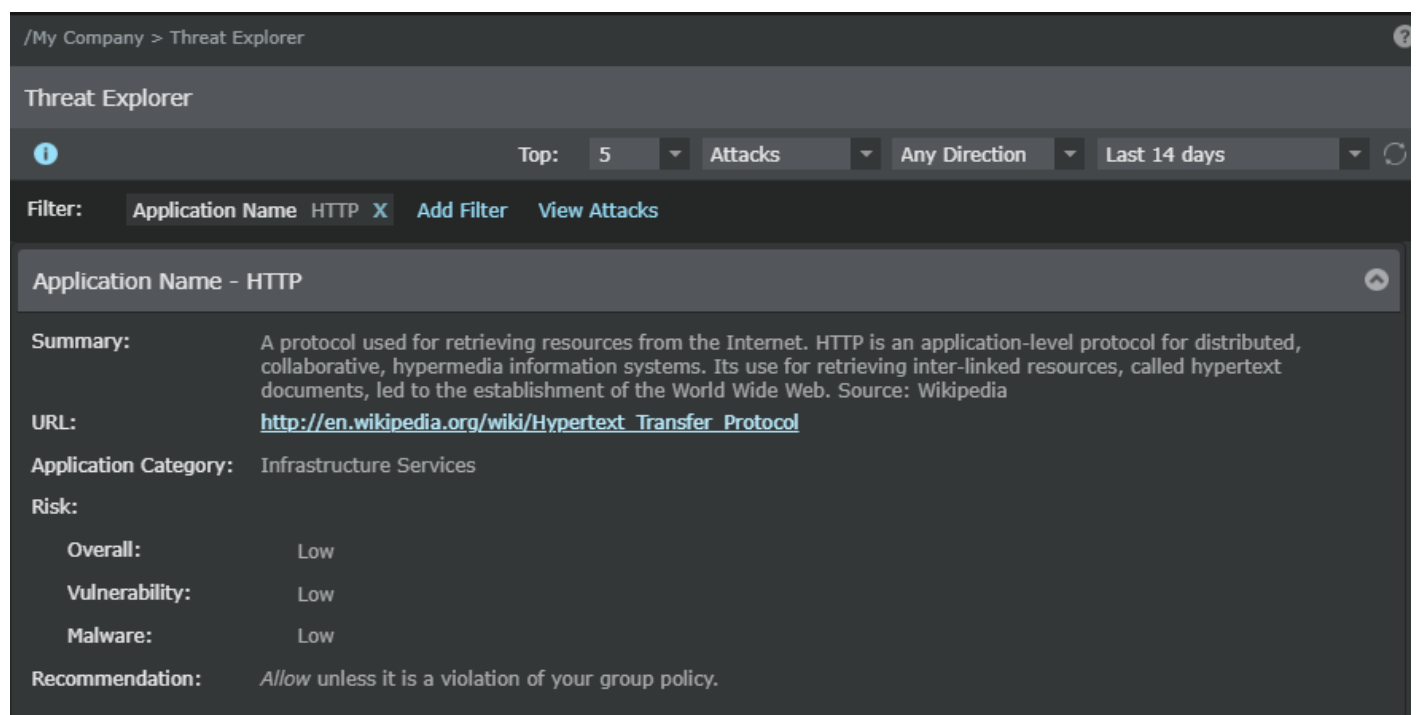 /My Company > Threat Explorer
?
Threat Explorer
i
Top: 5 Attacks Any Direction Last 14 days
Filter: Application Name HTTP X Add Filter View Attacks
Application Name - HTTP
Summary: A protocol used for retrieving resources from the Internet. HTTP is an application-level protocol for distributed,
collaborative, hypermedia information systems. Its use for retrieving inter-linked resources, called hypertext
documents, led to the establishment of the World Wide Web. Source: Wikipedia
URL: http://en.wikipedia.org/wiki/Hypertext_Transfer_Protocol
Application Category: Infrastructure Services
Risk:
Overall: Low
Vulnerability: Low
Malware: Low
Recommendation: Allow unless it is a violation of your group policy.